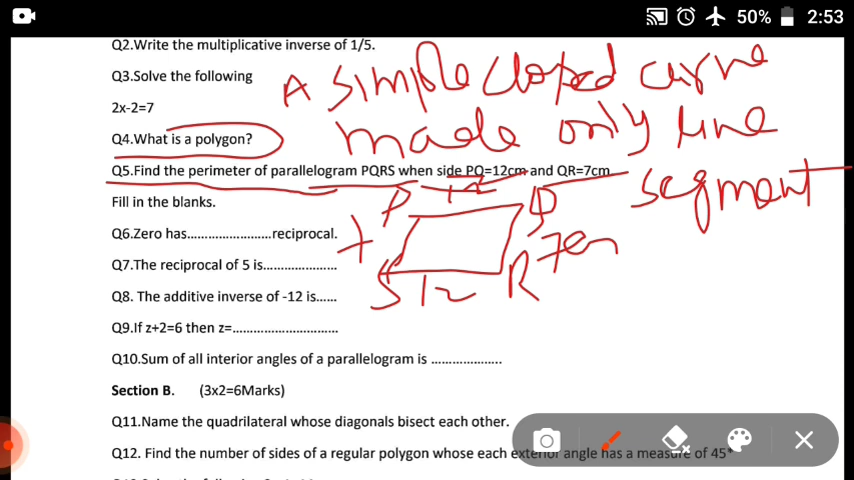 50% 2:53
Q2.Write the multiplicative inverse of 1/5.
Q3.Solve the following
2x-2=7
A simple closed curve
made only line
segment
Q4.What is a polygon?
Q5.Find the perimeter of parallelogram PQRS when side PQ=12cm and QR=7cm.
12
P Q
7 7cm
S 12 R
Fill in the blanks.
Q6.Zero has........................reciprocal.
Q7.The reciprocal of 5 is.....................
Q8. The additive inverse of -12 is......
Q9.If z+2=6 then z=..............................
Q10.Sum of all interior angles of a parallelogram is ....................
Section B. (3x2=6Marks)
Q11.Name the quadrilateral whose diagonals bisect each other.
Q12. Find the number of sides of a regular polygon whose each exterior angle has a measure of 45°